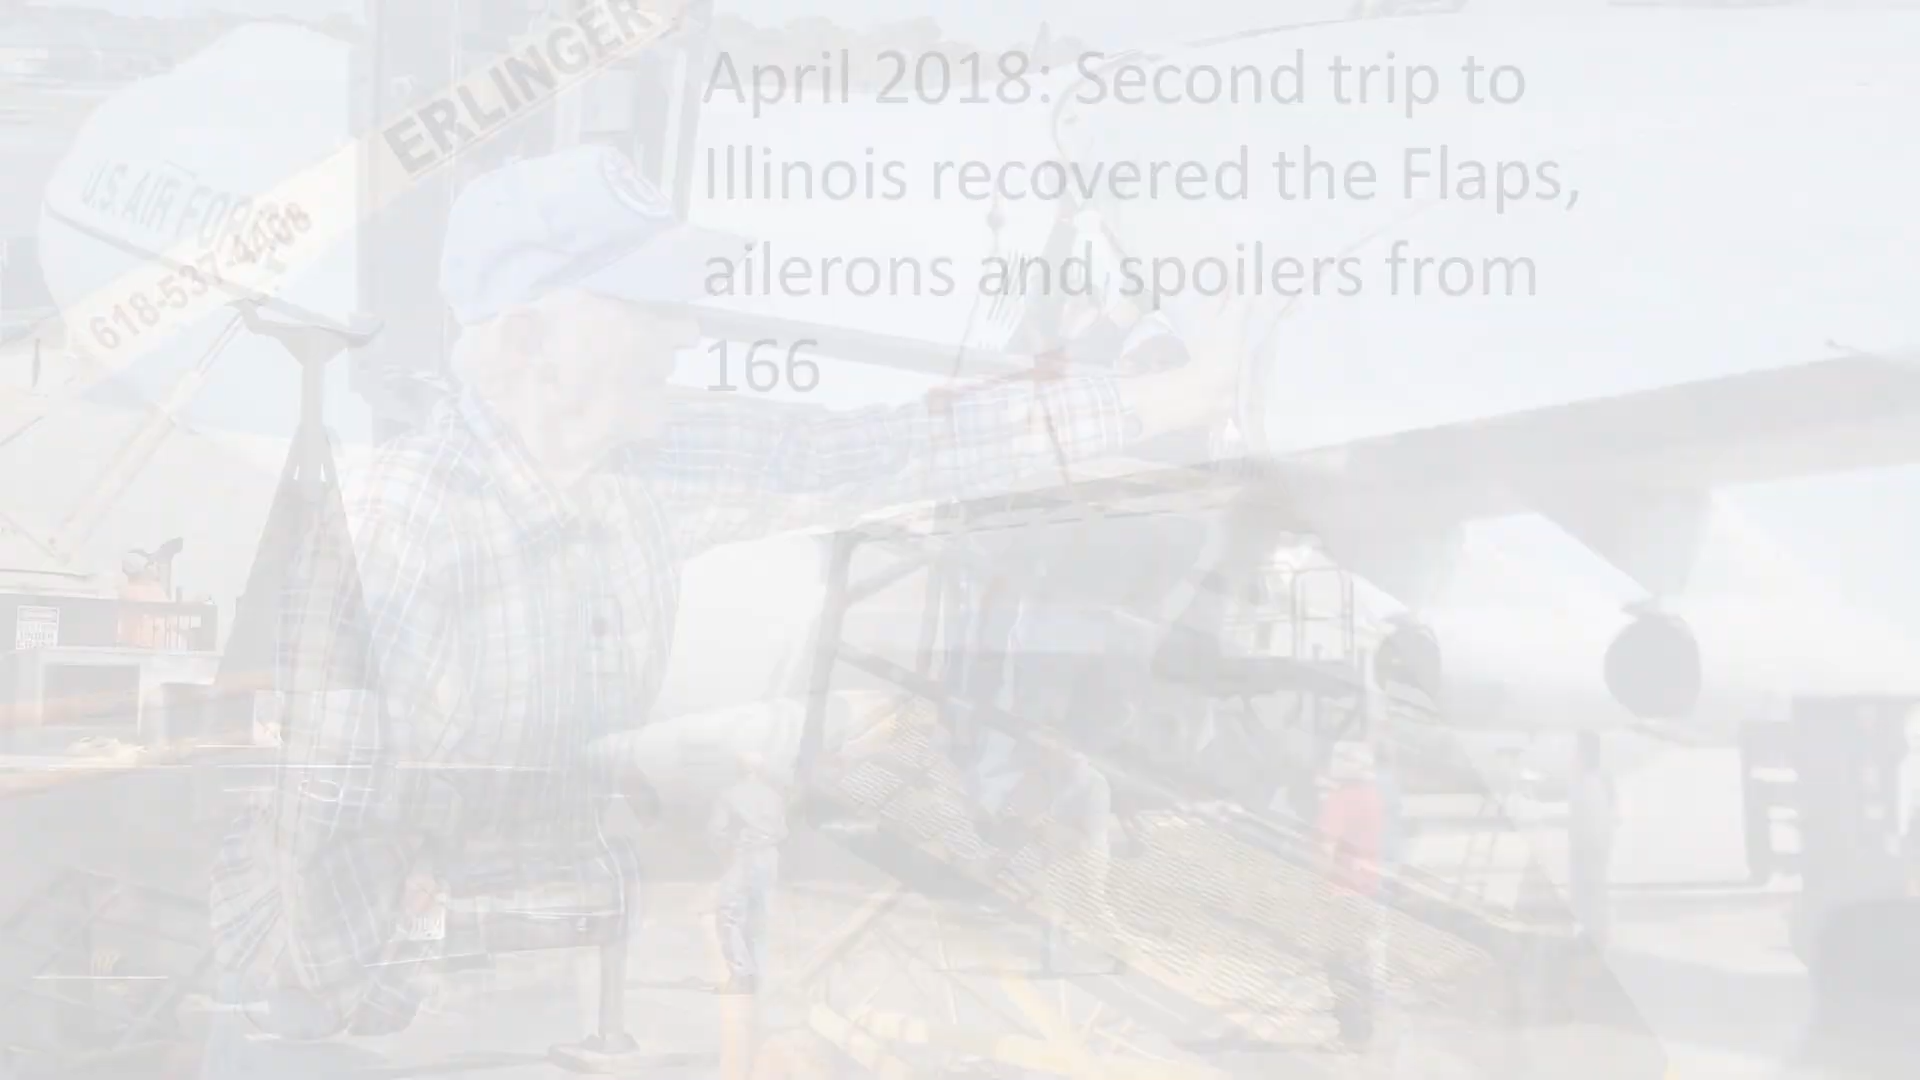 ERLINGER
April 2018: Second trip to
Illinois recovered the Flaps,
ailerons and spoilers from
166
U.S. AIR FORCE
618-537-4408